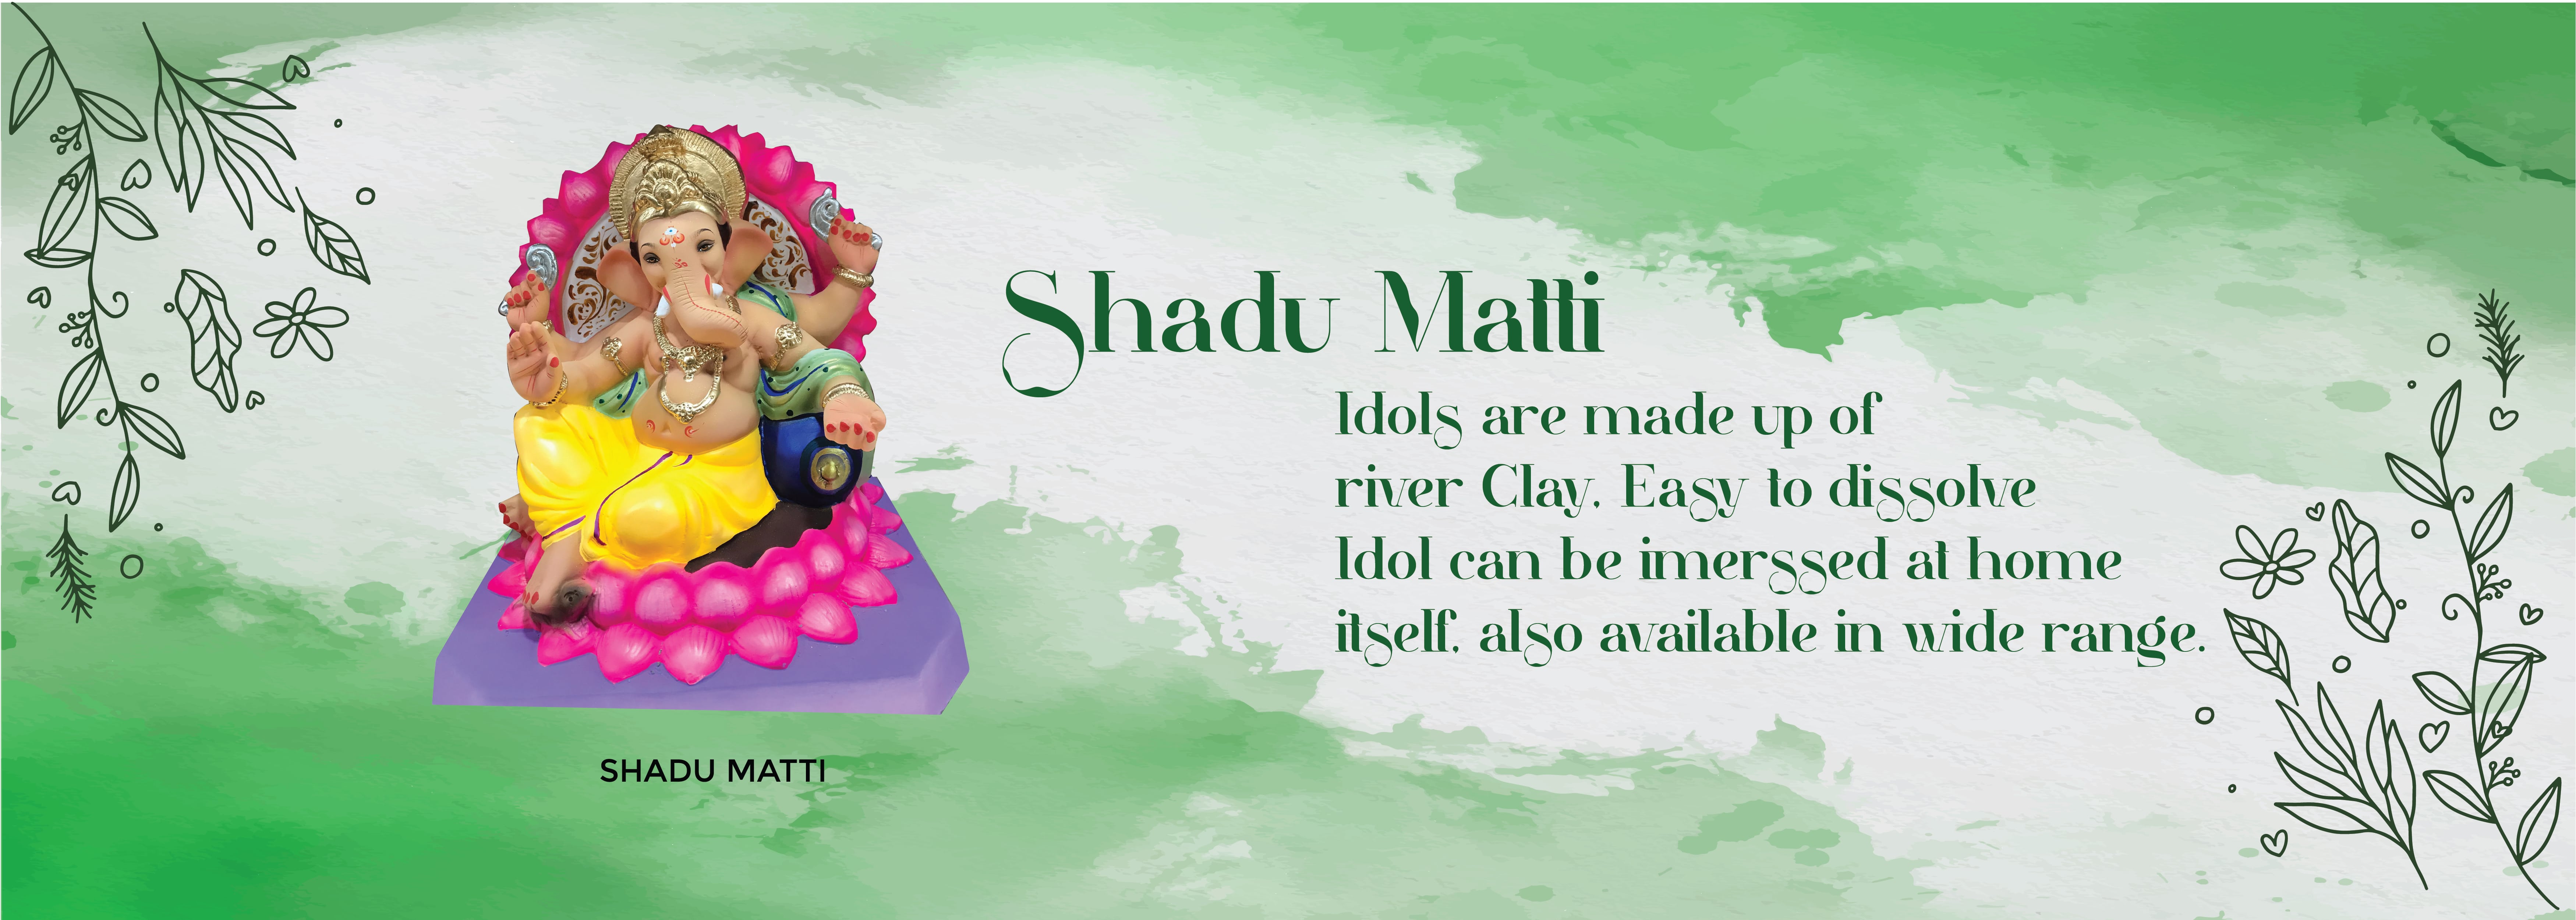 Shadu Matti
Idols are made up of
river Clay, Easy to dissolve
Idol can be imerssed at home
itself, also available in wide range.
SHADU MATTI